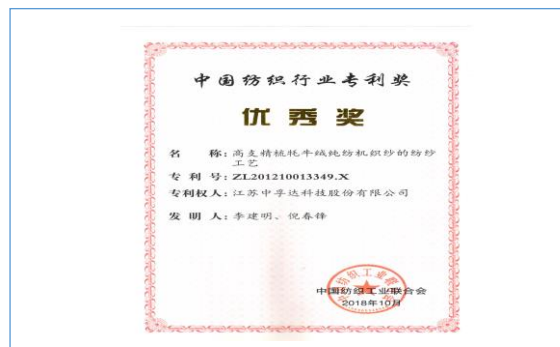 中国纺织行业专利奖
优秀奖
名 称：高支精梳牦牛绒纯纺机织纱的纺纱
工艺
专 利 号：ZL201210013349.X
专利权人：江苏中孚达科技股份有限公司
发 明 人：李建明、倪春锋
中国纺织工业联合会
2018年10月